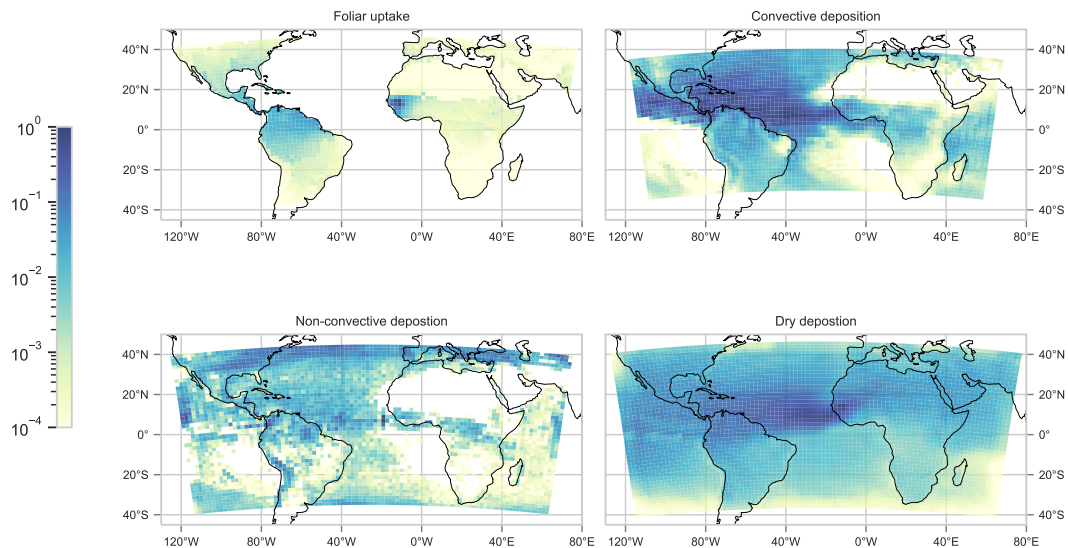 Foliar uptake
Convective deposition
40°N
20°N
0°
20°S
40°S
40°N
20°N
0°
20°S
40°S
120°W 80°W 40°W 0°W 40°E 80°E
120°W 80°W 40°W 0°W 40°E 80°E
10⁰
10⁻¹
10⁻²
10⁻³
10⁻⁴
Non-convective depostion
Dry depostion
40°N
20°N
0°
20°S
40°S
40°N
20°N
0°
20°S
40°S
120°W 80°W 40°W 0°W 40°E 80°E
120°W 80°W 40°W 0°W 40°E 80°E